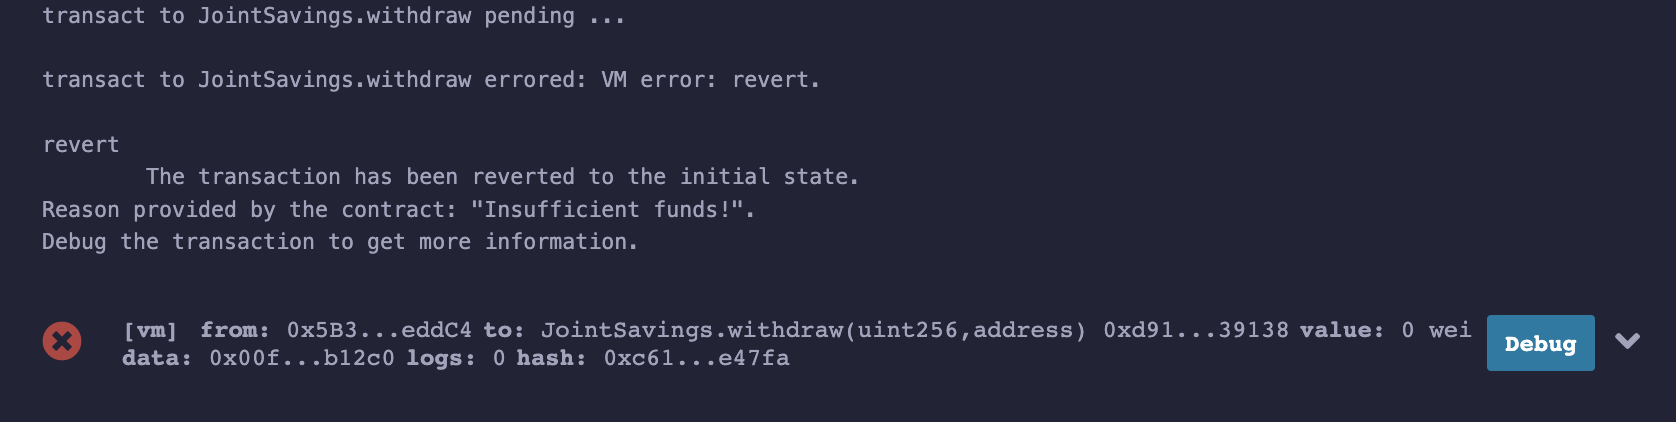 transact to JointSavings.withdraw pending ...
transact to JointSavings.withdraw errored: VM error: revert.
revert
The transaction has been reverted to the initial state.
Reason provided by the contract: "Insufficient funds!".
Debug the transaction to get more information.
[vm] from: 0x5B3...eddC4 to: JointSavings.withdraw(uint256,address) 0xd91...39138 value: 0 wei
data: 0x00f...b12c0 logs: 0 hash: 0xc61...e47fa
Debug